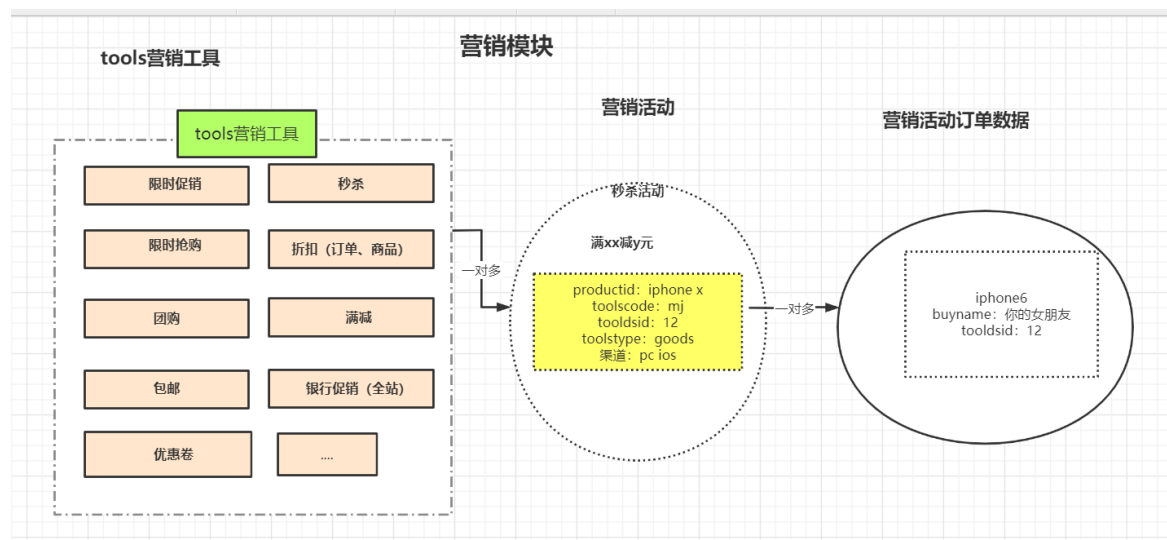 营销模块
tools营销工具
tools营销工具
限时促销
秒杀
限时抢购
折扣（订单、商品）
团购
满减
包邮
银行促销（全站）
优惠卷
....
一对多
营销活动
秒杀活动
满xx减y元
productid：iphone x
toolscode：mj
tooldsid：12
toolstype：goods
渠道：pc ios
一对多
营销活动订单数据
iphone6
buyname：你的女朋友
tooldsid：12